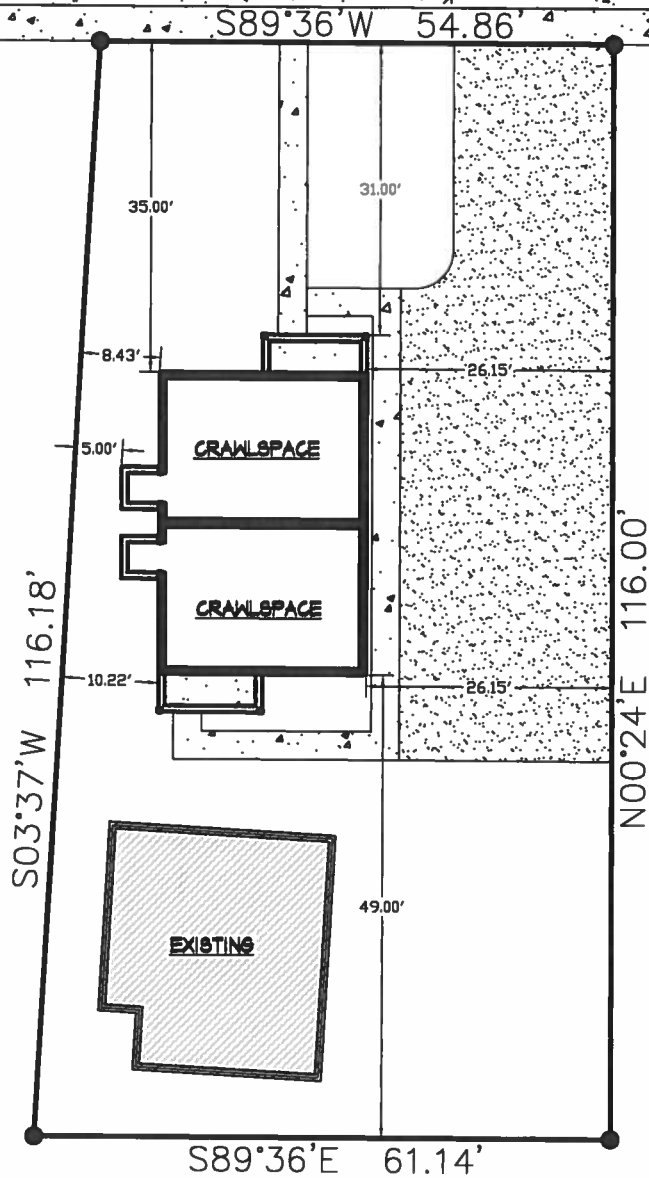 S89°36'W 54.86'
35.00'
31.00'
8.43'
26.15'
5.00'
CRAWLSPACE
CRAWLSPACE
S03°37'W 116.18'
N00°24'E 116.00'
10.22'
26.15'
49.00'
EXISTING
S89°36'E 61.14'